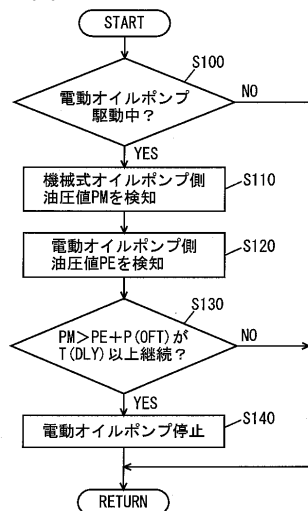 START
S100
電動オイルポンプ
駆動中？
NO
YES
機械式オイルポンプ側
油圧値PMを検知
S110
電動オイルポンプ側
油圧値PEを検知
S120
S130
PM>PE+P(OFT)が
T(DLY)以上継続？
NO
YES
電動オイルポンプ停止
S140
RETURN